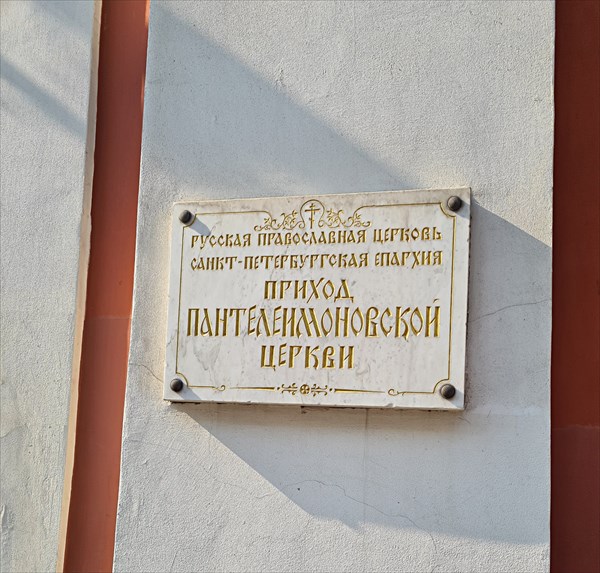 РУССКАЯ ПРАВОСЛАВНАЯ ЦЕРКОВЬ
САНКТ-ПЕТЕРБУРГСКАЯ ЕПАРХИЯ
ПРИХОД
ПАНТЕЛЕИМОНОВСКОЙ
ЦЕРКВИ